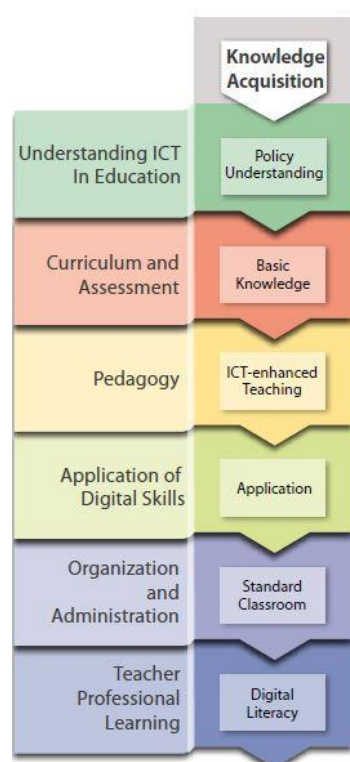 Knowledge
Acquisition
Understanding ICT
In Education
Policy
Understanding
Curriculum and
Assessment
Basic
Knowledge
Pedagogy
ICT-enhanced
Teaching
Application of
Digital Skills
Application
Organization
and
Administration
Standard
Classroom
Teacher
Professional
Learning
Digital
Literacy